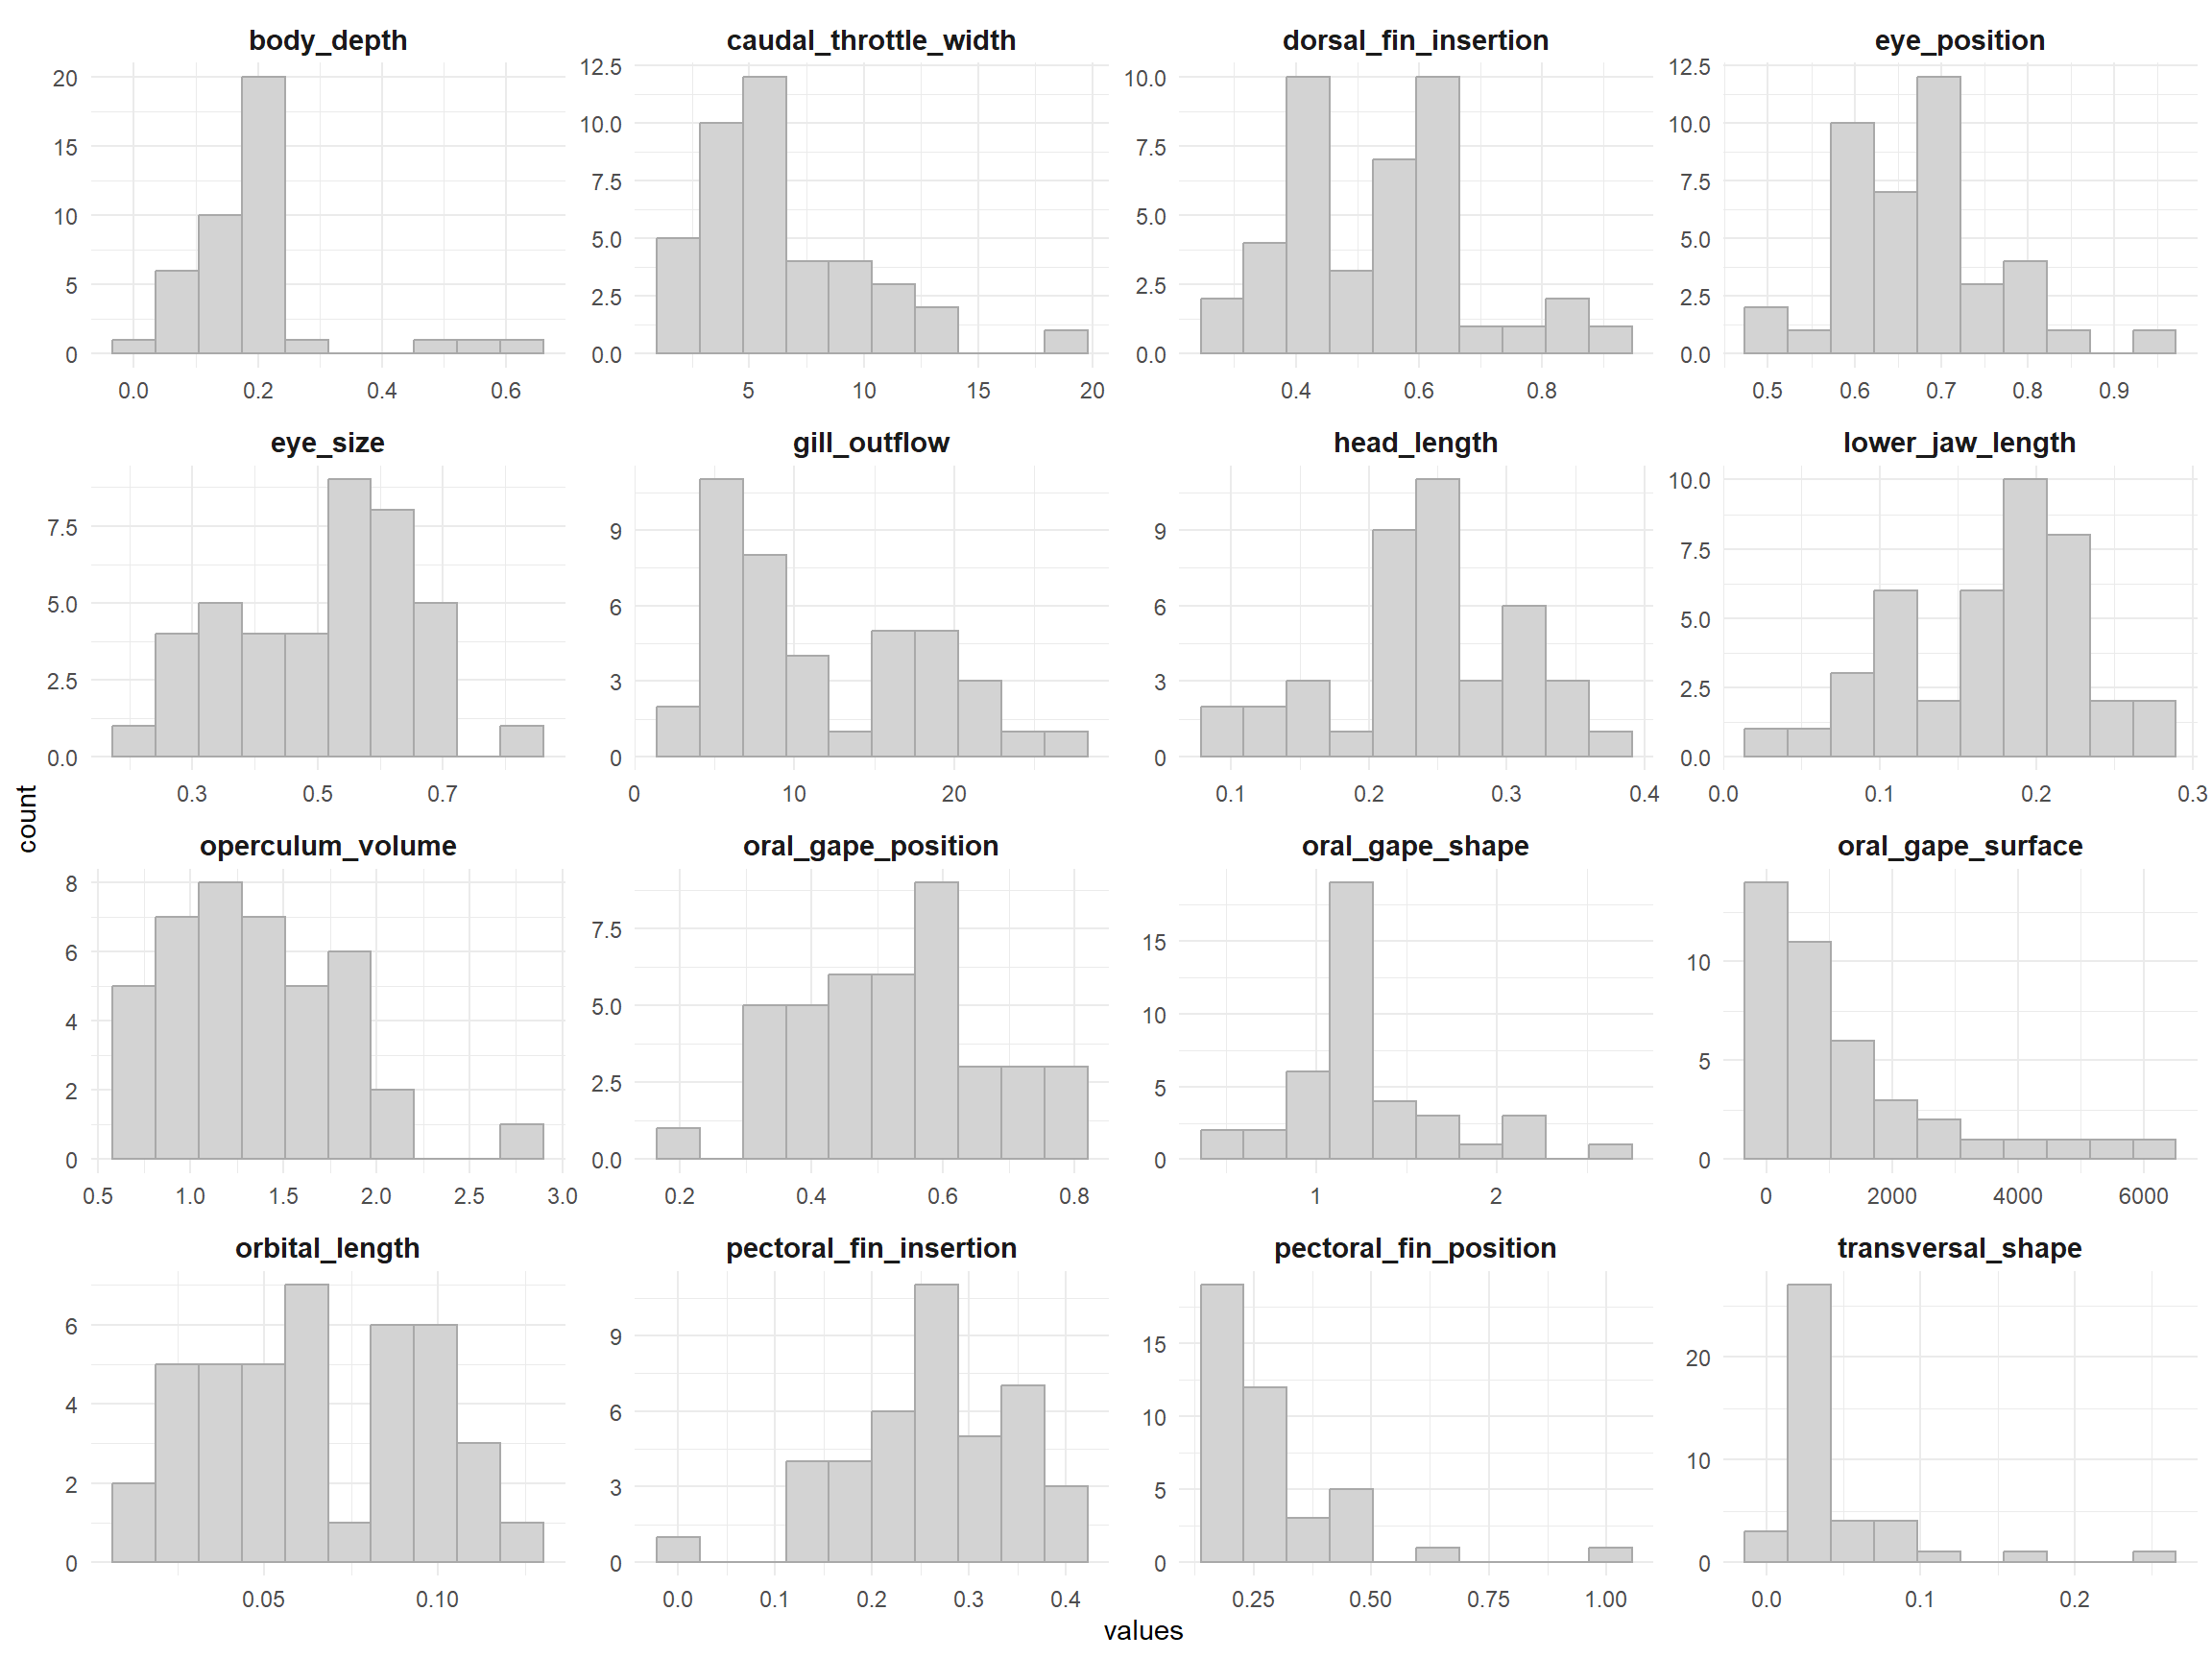 body_depth caudal_throttle_width dorsal_fin_insertion eye_position
20 15 10 5 0
0.0 0.2 0.4 0.6
12.5 10.0 7.5 5.0 2.5 0.0
5 10 15 20
10.0 7.5 5.0 2.5 0.0
0.4 0.6 0.8
12.5 10.0 7.5 5.0 2.5 0.0
0.5 0.6 0.7 0.8 0.9
eye_size gill_outflow head_length lower_jaw_length
7.5 5.0 2.5 0.0
0.3 0.5 0.7
9 6 3 0
0 10 20
9 6 3 0
0.1 0.2 0.3 0.4
10.0 7.5 5.0 2.5 0.0
0.0 0.1 0.2 0.3
count
operculum_volume oral_gape_position oral_gape_shape oral_gape_surface
8 6 4 2 0
0.5 1.0 1.5 2.0 2.5 3.0
7.5 5.0 2.5 0.0
0.2 0.4 0.6 0.8
15 10 5 0
1 2
10 5 0
0 2000 4000 6000
orbital_length pectoral_fin_insertion pectoral_fin_position transversal_shape
6 4 2 0
0.05 0.10
9 6 3 0
0.0 0.1 0.2 0.3 0.4
15 10 5 0
0.25 0.50 0.75 1.00
20 10 0
0.0 0.1 0.2
values